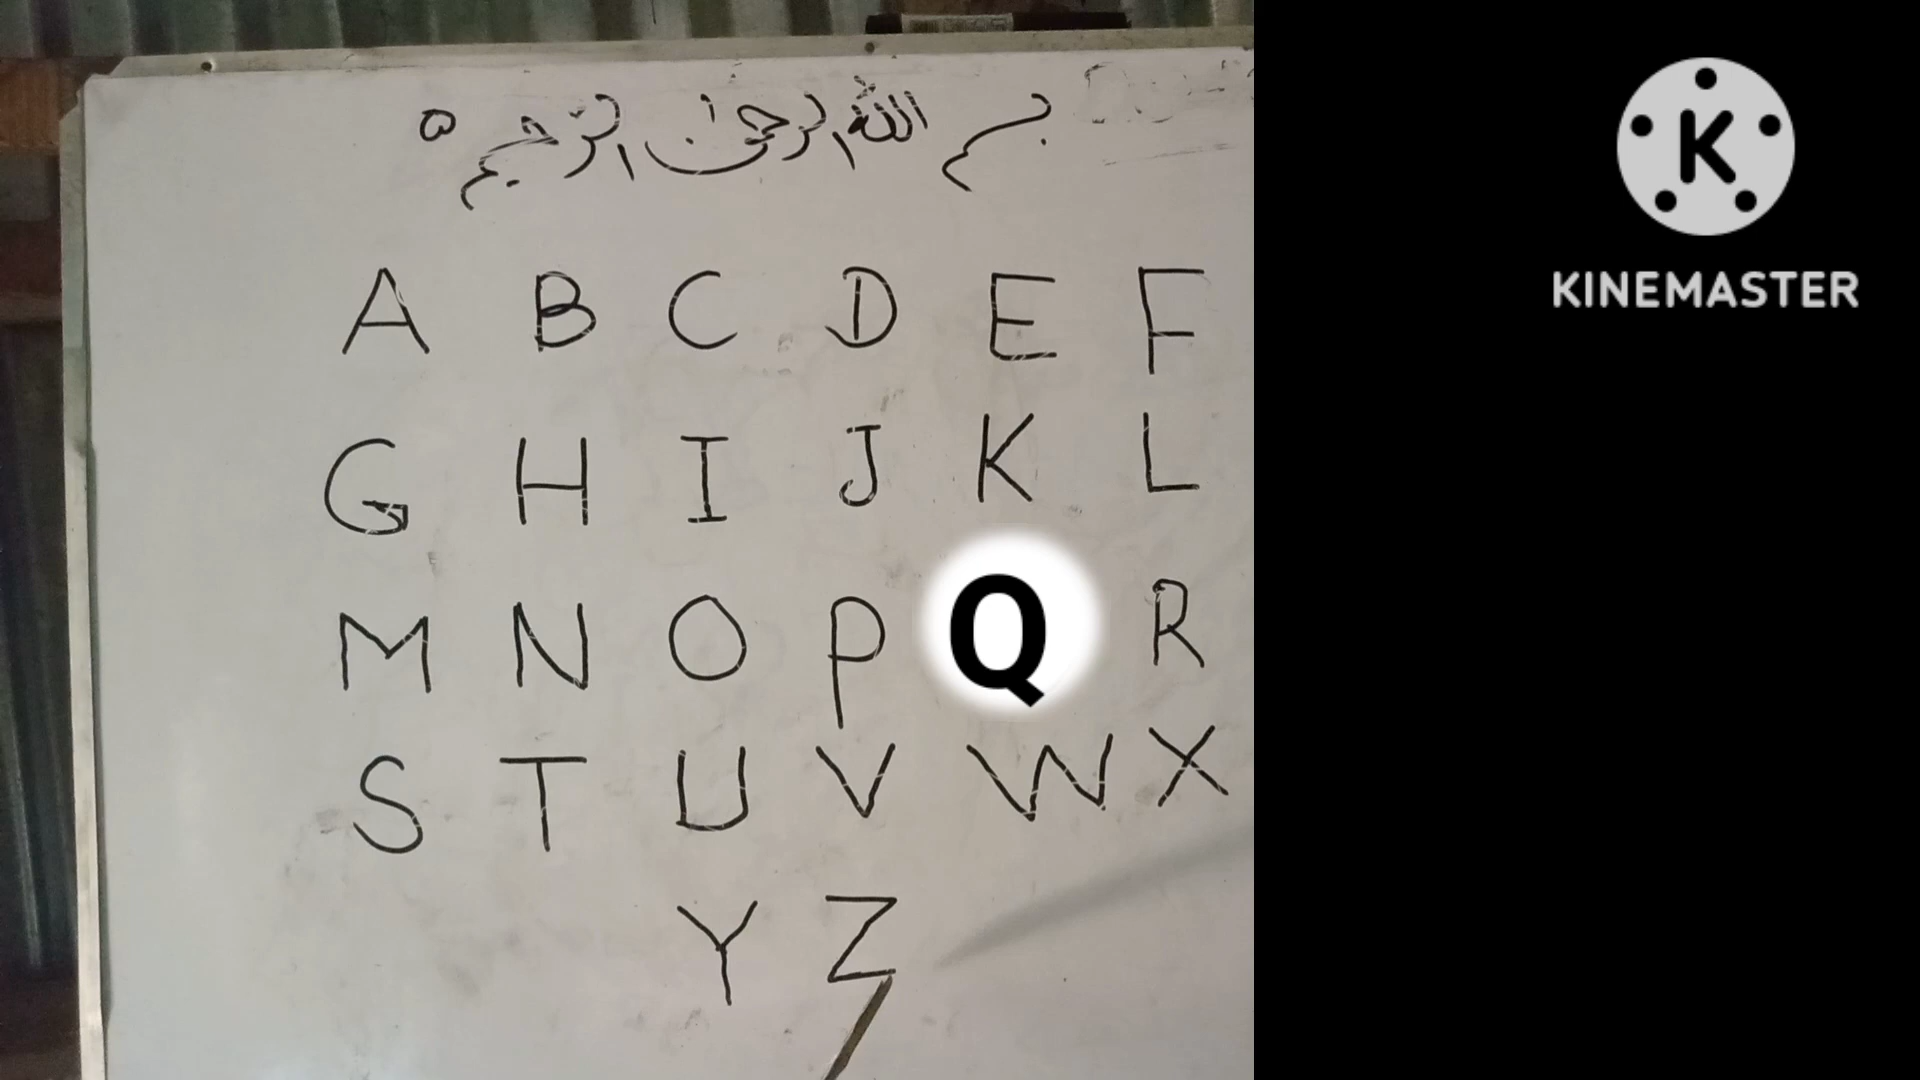 بسم الله الرحمن الرحيم ه
A B C D E F
G H I J K L
M N O P Q R
S T U V W X
Y Z
K
KINEMASTER